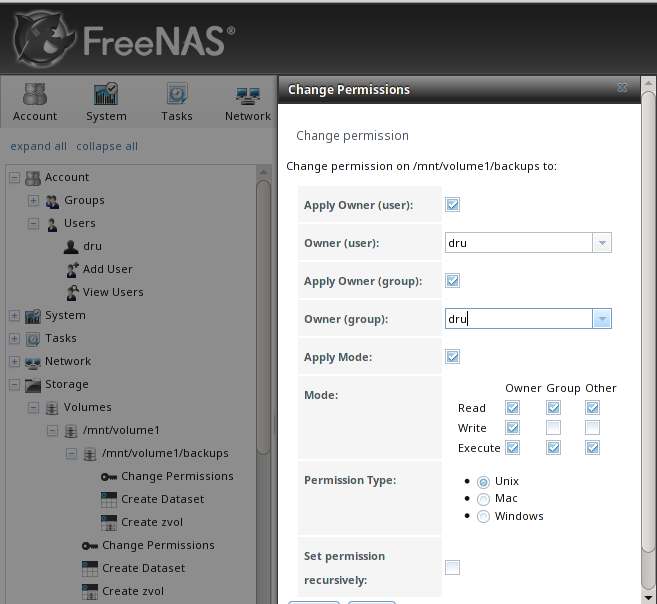 FreeNAS®
Account System Tasks Network
expand all collapse all
Account
Groups
Users
dru
Add User
View Users
System
Tasks
Network
Storage
Volumes
/mnt/volume1
/mnt/volume1/backups
Change Permissions
Create Dataset
Create zvol
Change Permissions
Create Dataset
Create zvol
Change Permissions
Change permission
Change permission on /mnt/volume1/backups to:
Apply Owner (user):
Owner (user): dru
Apply Owner (group):
Owner (group): dru
Apply Mode:
Mode:
Owner Group Other
Read
Write
Execute
Permission Type:
Unix
Mac
Windows
Set permission
recursively: